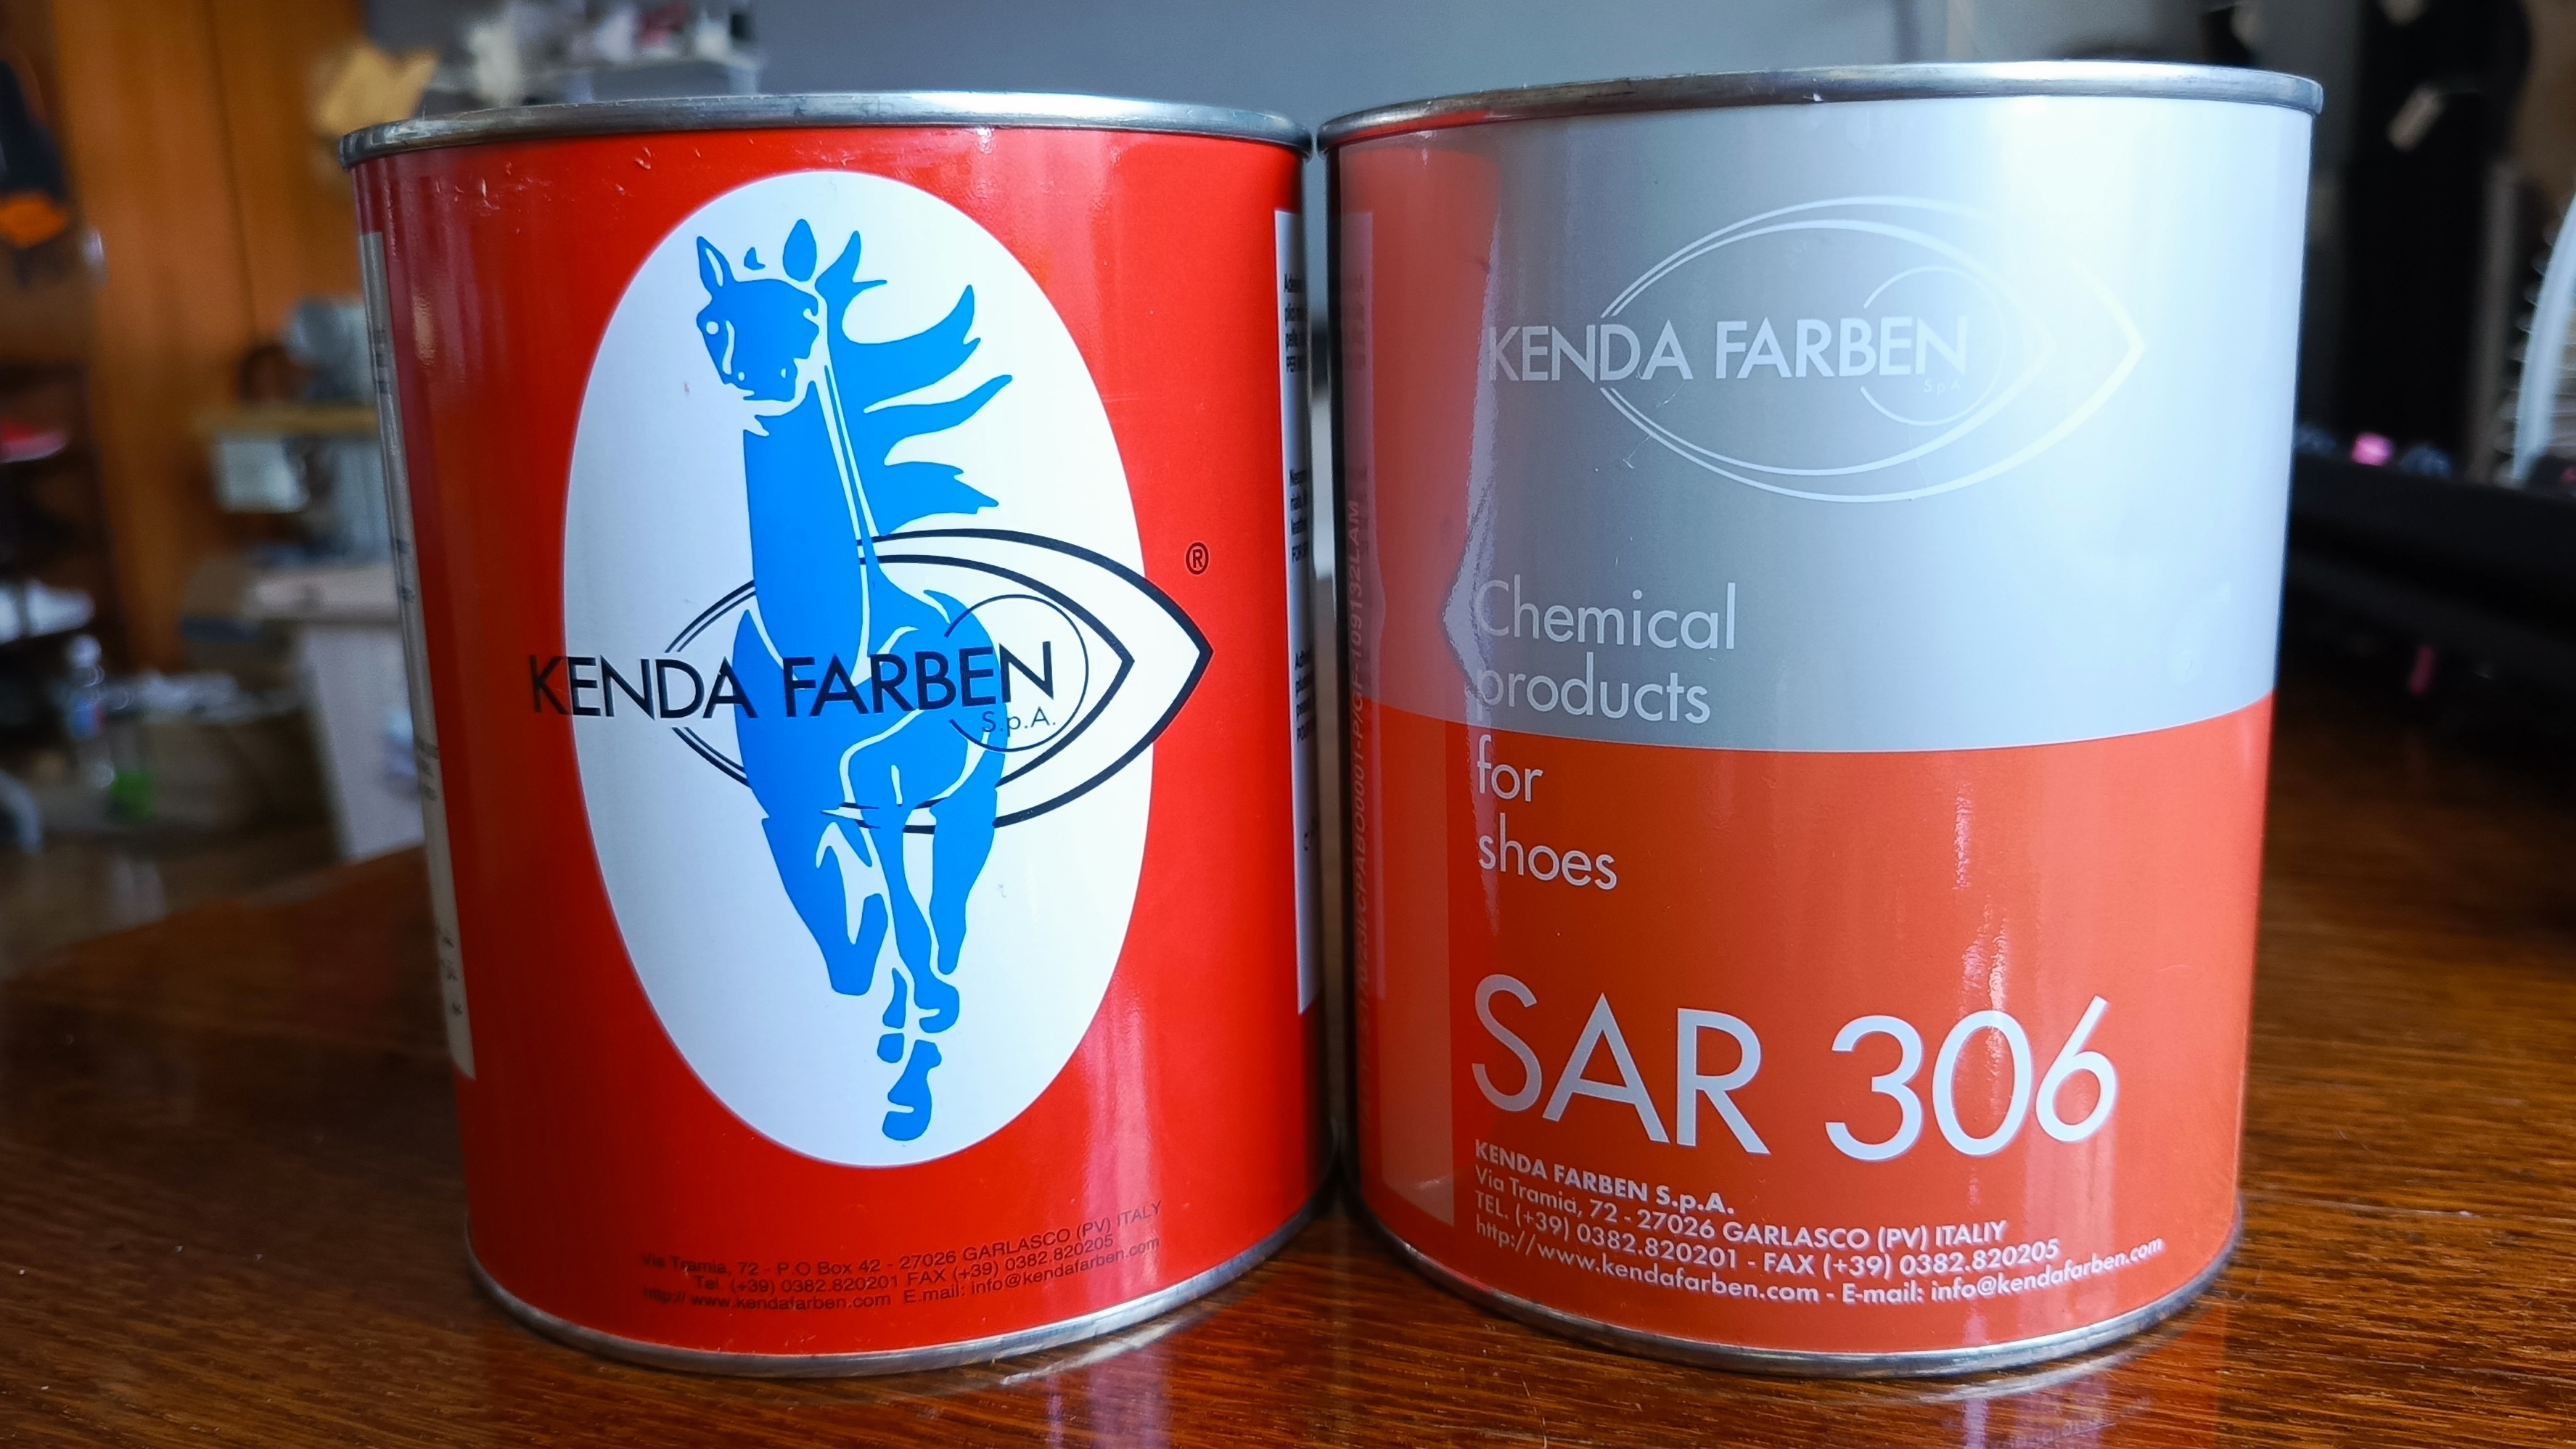 KENDA FARBEN
S.p.A.
®
Via Tramia, 72 - P.O Box 42 - 27026 GARLASCO (PV) ITALY
Tel. (+39) 0382.820201 FAX (+39) 0382.820205
http:// www.kendafarben.com E.mail: info@kendafarben.com
KENDA FARBEN
SpA
Chemical
products
for
shoes
SAR 306
KENDA FARBEN S.p.A.
Via Tramia, 72 - 27026 GARLASCO (PV) ITALIY
TEL. (+39) 0382.820201 - FAX (+39) 0382.820205
http://www.kendafarben.com - E-mail: info@kendafarben.com